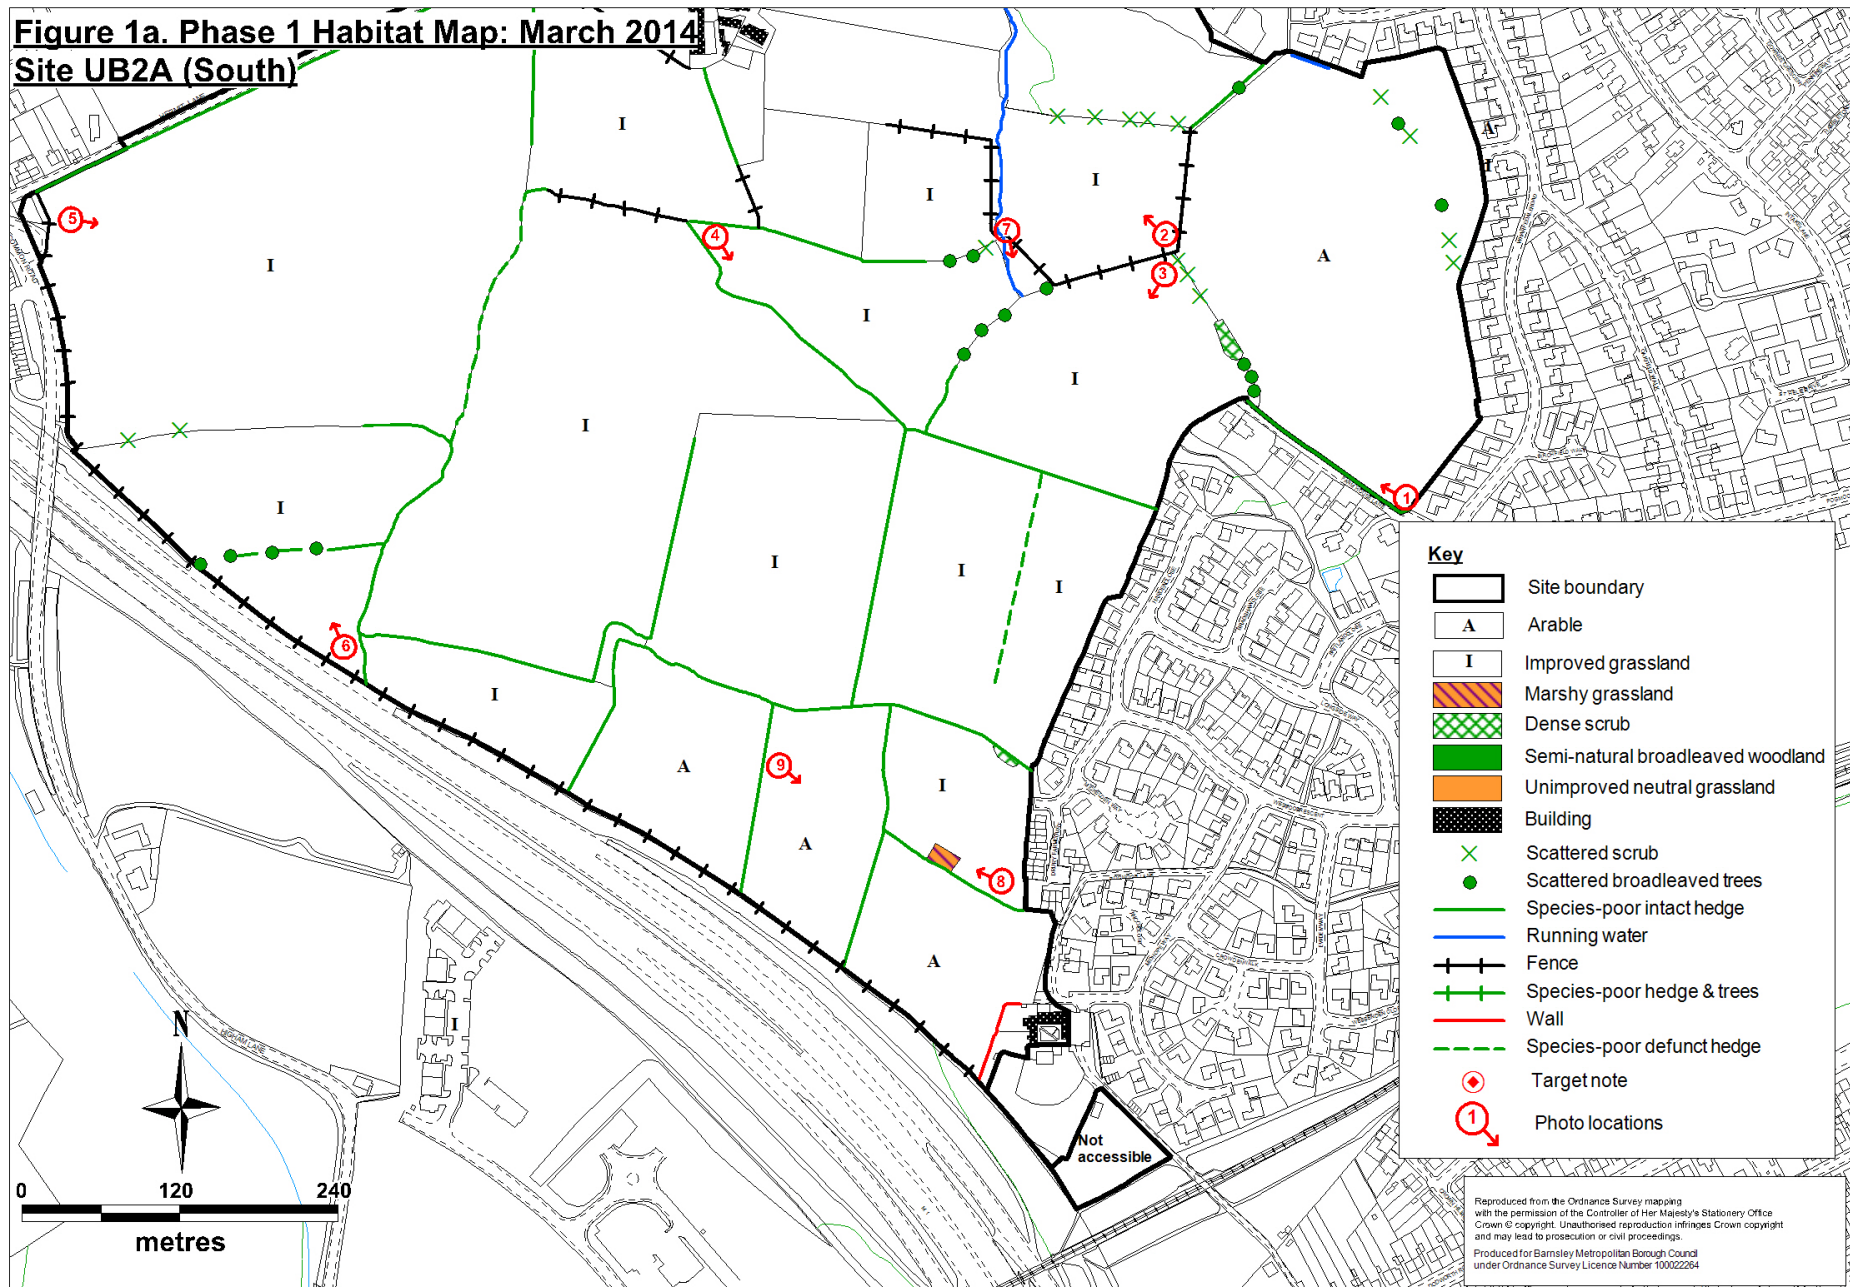 Figure 1a. Phase 1 Habitat Map: March 2014
Site UB2A (South)
I
A
I
I
I
A
I
I
I
I
I
I
I
I
I
I
A
A
I
A
I
5
4
7
2
3
1
6
9
8
HIGHAM LANE
Not
accessible
N
0 120 240
metres
Key
Site boundary
A Arable
I Improved grassland
Marshy grassland
Dense scrub
Semi-natural broadleaved woodland
Unimproved neutral grassland
Building
Scattered scrub
Scattered broadleaved trees
Species-poor intact hedge
Running water
Fence
Species-poor hedge & trees
Wall
Species-poor defunct hedge
Target note
1 Photo locations
Reproduced from the Ordnance Survey mapping
with the permission of the Controller of Her Majesty's Stationery Office
Crown © copyright. Unauthorised reproduction infringes Crown copyright
and may lead to prosecution or civil proceedings.
Produced for Barnsley Metropolitan Borough Council
under Ordnance Survey Licence Number 100022264